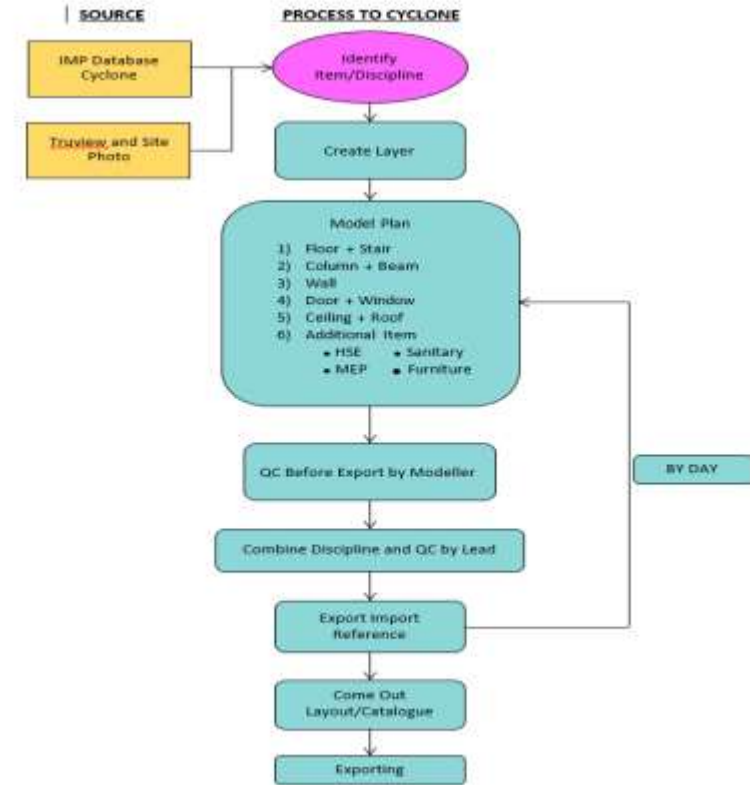 SOURCE
PROCESS TO CYCLONE
IMP Database
Cyclone
Truview and Site
Photo
Identify
Item/Discipline
Create Layer
Model Plan
1) Floor + Stair
2) Column + Beam
3) Wall
4) Door + Window
5) Ceiling + Roof
6) Additional Item
• HSE • Sanitary
• MEP • Furniture
QC Before Export by Modeller
BY DAY
Combine Discipline and QC by Lead
Export Import
Reference
Come Out
Layout/Catalogue
Exporting